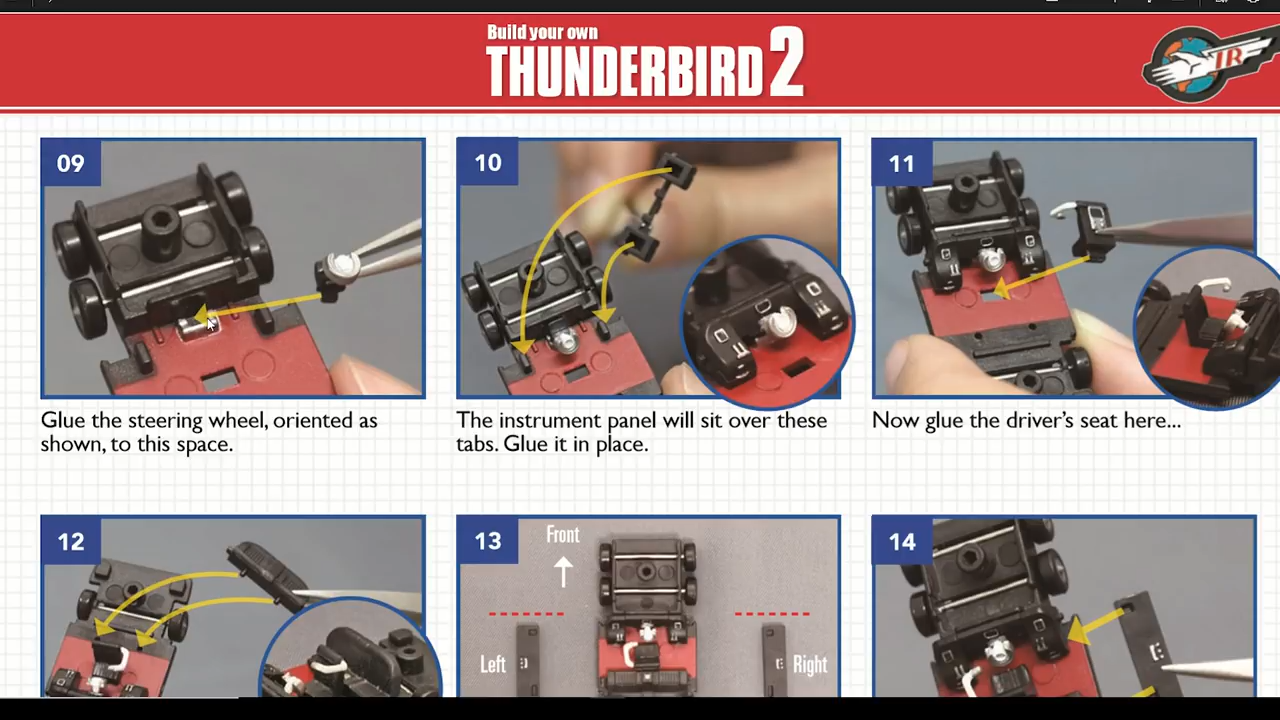 Build your own
THUNDERBIRD 2
IR
09
10
11
Glue the steering wheel, oriented as
shown, to this space.
The instrument panel will sit over these
tabs. Glue it in place.
Now glue the driver's seat here...
12
13
14
Front
Left
Right